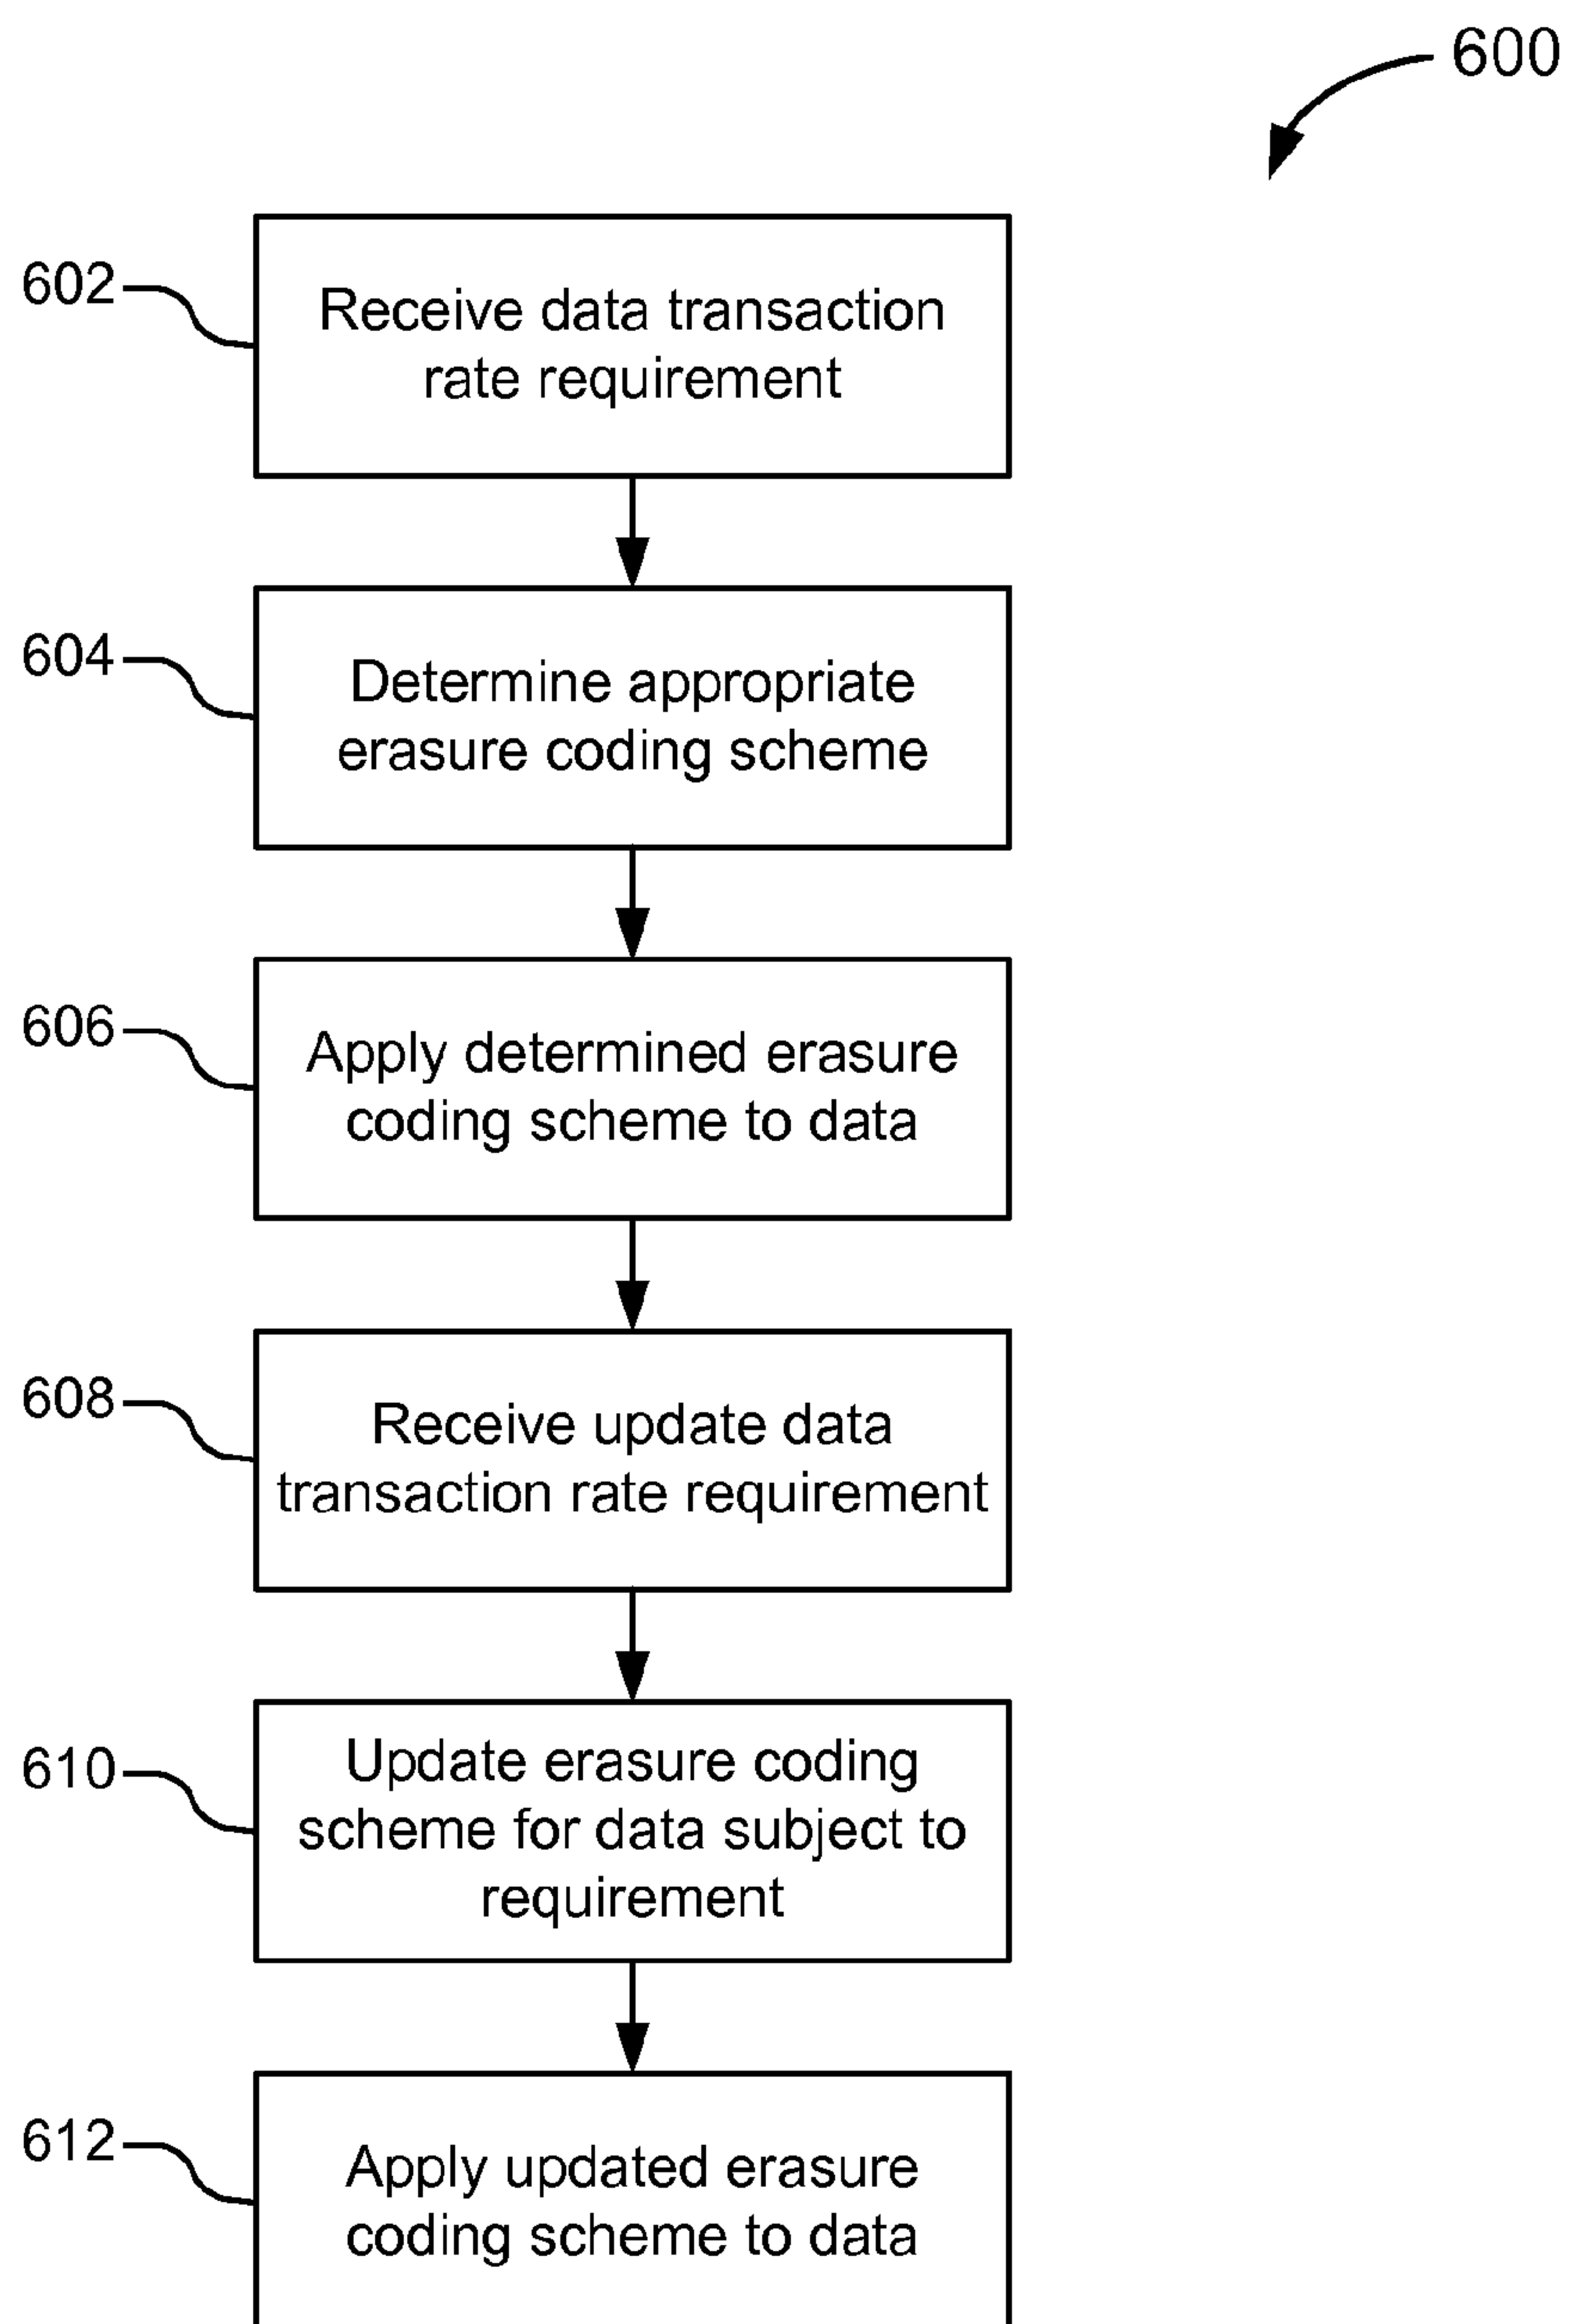 600
602
Receive data transaction
rate requirement
604
Determine appropriate
erasure coding scheme
606
Apply determined erasure
coding scheme to data
608
Receive update data
transaction rate requirement
610
Update erasure coding
scheme for data subject to
requirement
612
Apply updated erasure
coding scheme to data